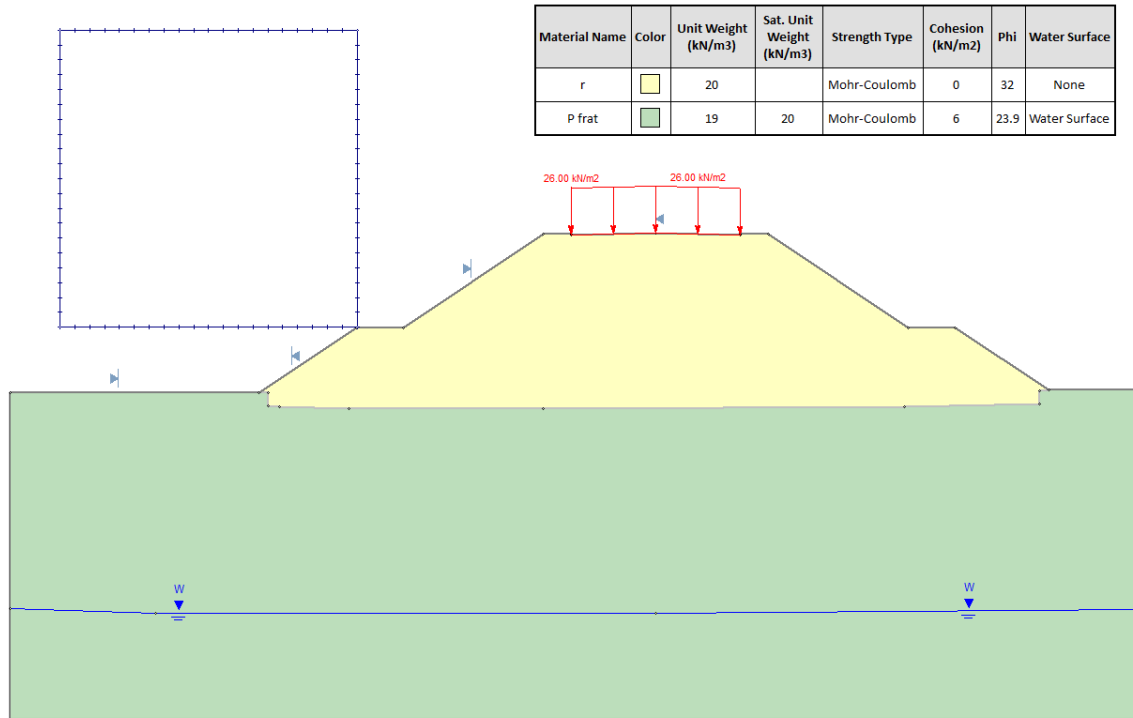 Material Name Color Unit Weight (kN/m3) Sat. Unit Weight (kN/m3) Strength Type Cohesion (kN/m2) Phi Water Surface
r 20 Mohr-Coulomb 0 32 None
P frat 19 20 Mohr-Coulomb 6 23.9 Water Surface
26.00 kN/m2 26.00 kN/m2
W W